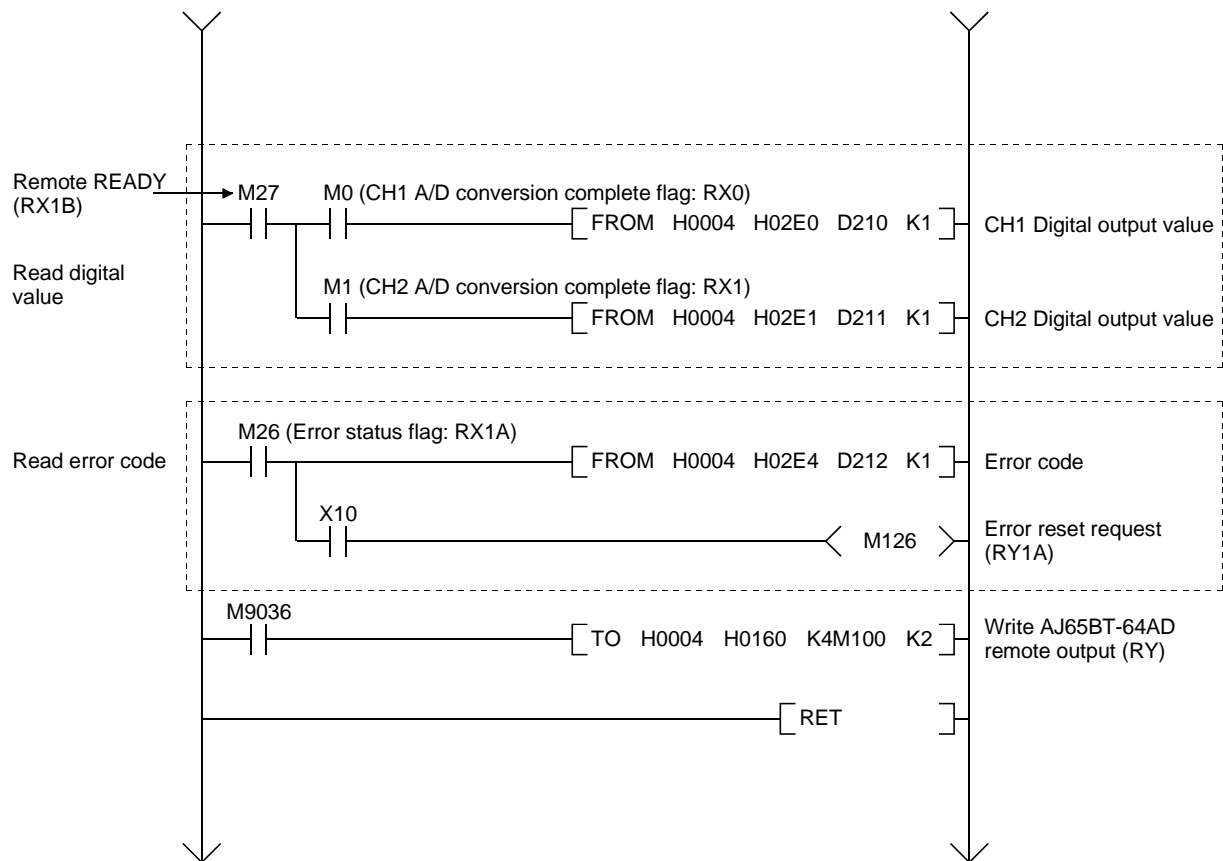 Remote READY
(RX1B)
M27
M0 (CH1 A/D conversion complete flag: RX0)
FROM H0004 H02E0 D210 K1
CH1 Digital output value
Read digital
value
M1 (CH2 A/D conversion complete flag: RX1)
FROM H0004 H02E1 D211 K1
CH2 Digital output value
M26 (Error status flag: RX1A)
Read error code
FROM H0004 H02E4 D212 K1
Error code
X10
M126
Error reset request
(RY1A)
M9036
TO H0004 H0160 K4M100 K2
Write AJ65BT-64AD
remote output (RY)
RET